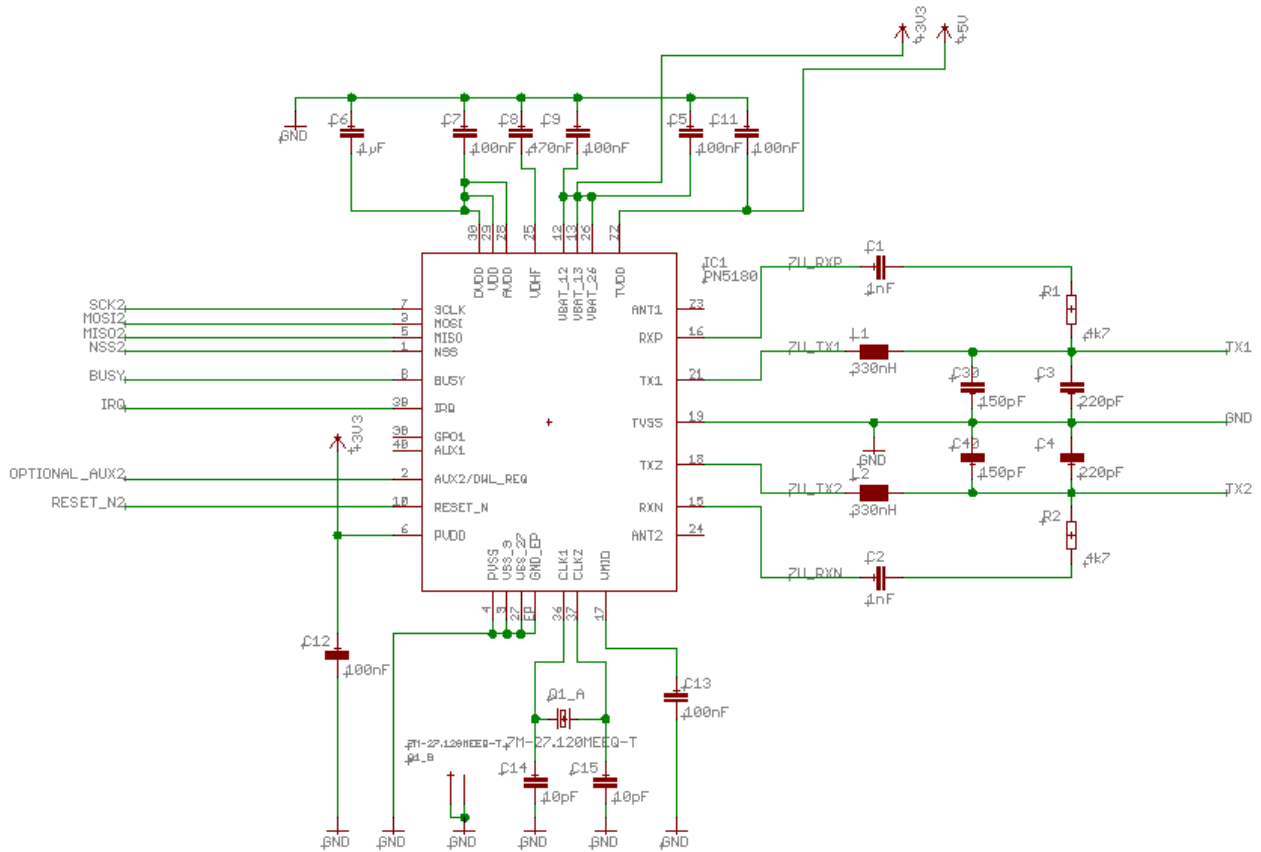 +3V3
+5V
GND
C6
1µF
C7
100nF
C8
470nF
C9
100nF
C5
100nF
C11
100nF
30
29
28
25
12
13
26
22
DVDD
VDD
AVDD
VDHF
VBAT_12
VBAT_13
VBAT_26
TVDD
IC1
PN5180
SCK2
7
SCLK
MOSI2
3
MOSI
MISO2
5
MISO
NSS2
1
NSS
BUSY
8
BUSY
IRQ
39
IRQ
38
GPO1
40
AUX1
+3V3
OPTIONAL_AUX2
2
AUX2/DWL_REQ
RESET_N2
10
RESET_N
6
PVDD
ANT1
23
RXP
16
TX1
21
TVSS
19
TX2
18
RXN
15
ANT2
24
ZU_RXP
C1
1nF
R1
4k7
ZU_TX1
L1
330nH
TX1
C30
150pF
C3
220pF
GND
GND
C40
150pF
C4
220pF
ZU_TX2
L2
330nH
TX2
R2
4k7
ZU_RXN
C2
1nF
PVSS
VSS_9
VSS_27
GND_EP
CLK1
CLK2
VMID
4
9
27
EP
36
37
17
C12
100nF
C13
100nF
Q1_A
7M-27.120MEEQ-T
7M-27.120MEEQ-T
Q1_B
C14
10pF
C15
10pF
GND
GND
GND
GND
GND
GND